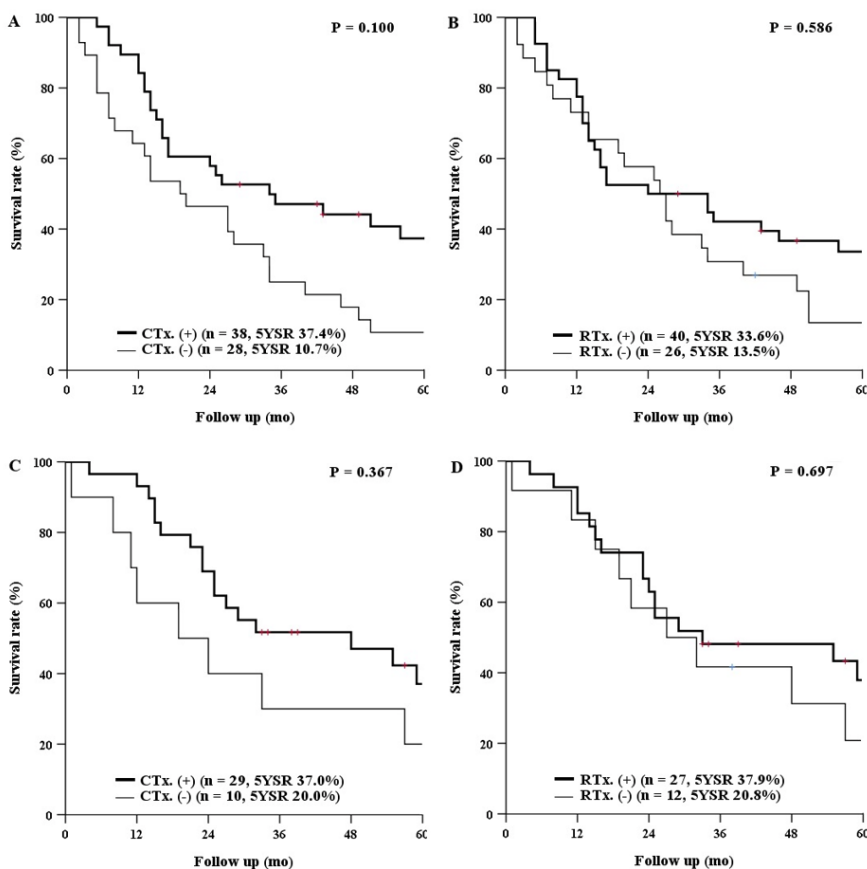 A
P = 0.100
100
80
60
40
20
Survival rate (%)
CTx. (+) (n = 38, 5YSR 37.4%)
CTx. (-) (n = 28, 5YSR 10.7%)
0 12 24 36 48 60
Follow up (mo)
B
P = 0.586
100
80
60
40
20
Survival rate (%)
RTx. (+) (n = 40, 5YSR 33.6%)
RTx. (-) (n = 26, 5YSR 13.5%)
0 12 24 36 48 60
Follow up (mo)
C
P = 0.367
100
80
60
40
20
Survival rate (%)
CTx. (+) (n = 29, 5YSR 37.0%)
CTx. (-) (n = 10, 5YSR 20.0%)
0 12 24 36 48 60
Follow up (mo)
D
P = 0.697
100
80
60
40
20
Survival rate (%)
RTx. (+) (n = 27, 5YSR 37.9%)
RTx. (-) (n = 12, 5YSR 20.8%)
0 12 24 36 48 60
Follow up (mo)